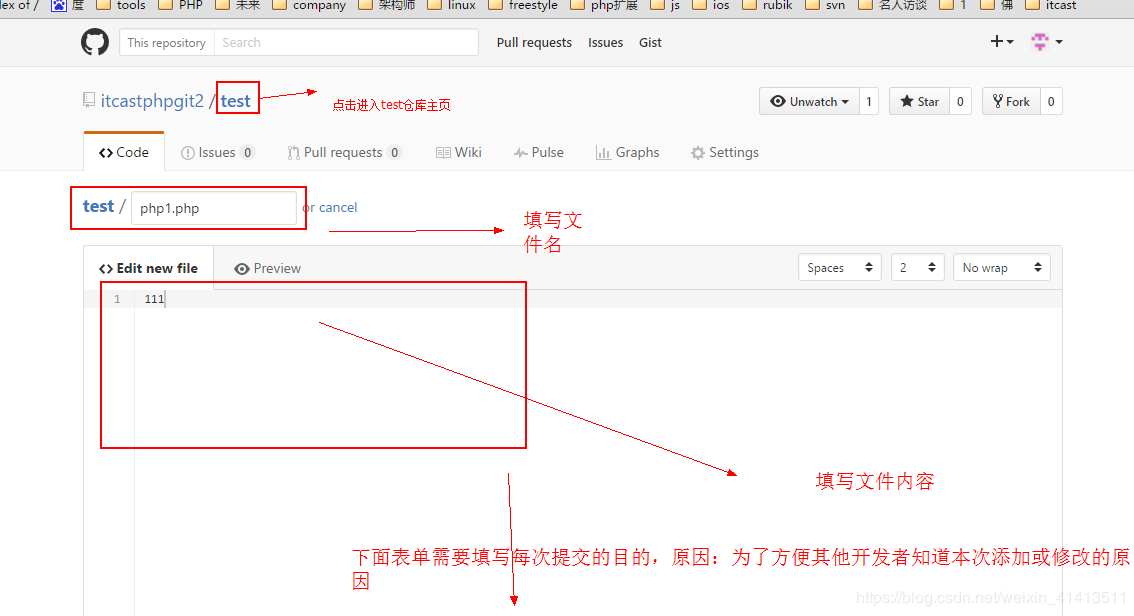 lex of / 度 tools PHP 未来 company 架构师 linux freestyle php扩展 js ios rubik svn 名人访谈 1 佛 itcast
This repository Search Pull requests Issues Gist
itcastphpgit2 / test
点击进入test仓库主页
Unwatch 1 Star 0 Fork 0
Code Issues 0 Pull requests 0 Wiki Pulse Graphs Settings
test / php1.php or cancel
填写文
件名
Edit new file Preview Spaces 2 No wrap
1 111
填写文件内容
下面表单需要填写每次提交的目的，原因：为了方便其他开发者知道本次添加或修改的原
因
https://blog.csdn.net/weixin_41413511